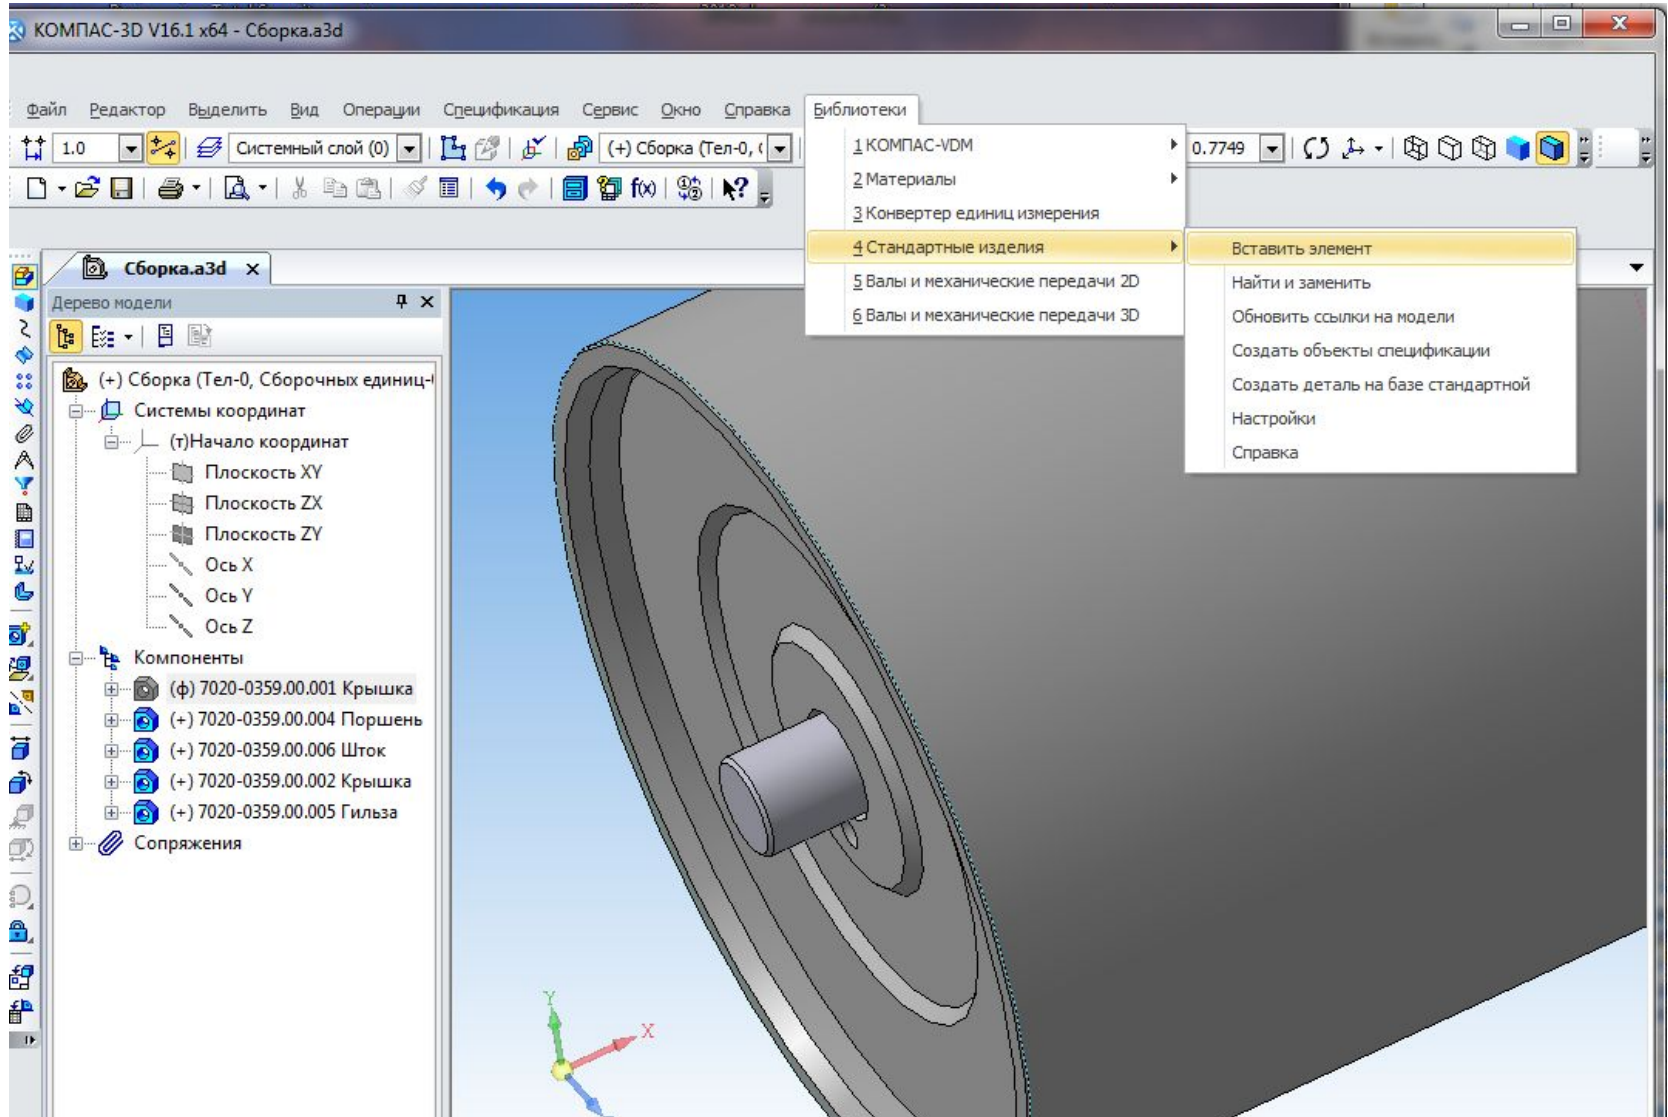 КОМПАС-3D V16.1 x64 - Сборка.a3d
Файл Редактор Выделить Вид Операции Спецификация Сервис Окно Справка Библиотеки
1.0 Системный слой (0) (+) Сборка (Тел-0, ( 0.7749
1 КОМПАС-VDM
2 Материалы
3 Конвертер единиц измерения
4 Стандартные изделия
5 Валы и механические передачи 2D
6 Валы и механические передачи 3D
Вставить элемент
Найти и заменить
Обновить ссылки на модели
Создать объекты спецификации
Создать деталь на базе стандартной
Настройки
Справка
f(x)
Сборка.a3d
Дерево модели
(+) Сборка (Тел-0, Сборочных единиц-
Системы координат
(т)Начало координат
Плоскость XY
Плоскость ZX
Плоскость ZY
Ось X
Ось Y
Ось Z
Компоненты
(ф) 7020-0359.00.001 Крышка
(+) 7020-0359.00.004 Поршень
(+) 7020-0359.00.006 Шток
(+) 7020-0359.00.002 Крышка
(+) 7020-0359.00.005 Гильза
Сопряжения
Y
X